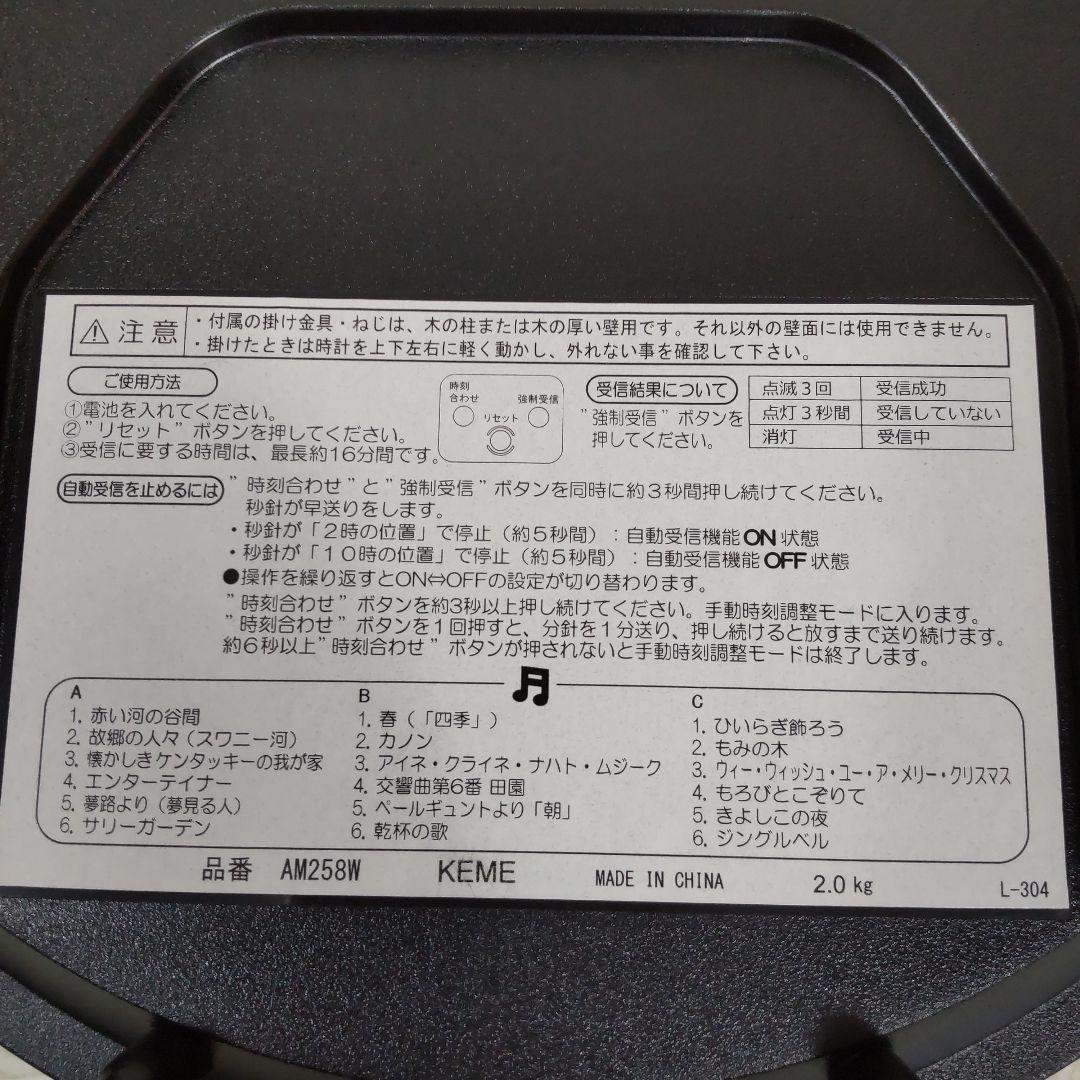 ⚠ 注意
・付属の掛け金具・ねじは、木の柱または木の厚い壁用です。それ以外の壁面には使用できません。
・掛けたときは時計を上下左右に軽く動かし、外れない事を確認して下さい。
ご使用方法
①電池を入れてください。
②"リセット"ボタンを押してください。
③受信に要する時間は、最長約16分間です。
時刻合わせ
強制受信
リセット
受信結果について
"強制受信"ボタンを
押してください。
点滅3回 受信成功
点灯3秒間 受信していない
消灯 受信中
自動受信を止めるには
"時刻合わせ"と"強制受信"ボタンを同時に約3秒間押し続けてください。
秒針が早送りをします。
・秒針が「2時の位置」で停止（約5秒間）：自動受信機能ON状態
・秒針が「10時の位置」で停止（約5秒間）：自動受信機能OFF状態
●操作を繰り返すとON⇔OFFの設定が切り替わります。
"時刻合わせ"ボタンを約3秒以上押し続けてください。手動時刻調整モードに入ります。
"時刻合わせ"ボタンを1回押すと、分針を1分送り、押し続けると放すまで送り続けます。
約6秒以上"時刻合わせ"ボタンが押されないと手動時刻調整モードは終了します。
A
1. 赤い河の谷間
2. 故郷の人々（スワニー河）
3. 懐かしきケンタッキーの我が家
4. エンターテイナー
5. 夢路より（夢見る人）
6. サリーガーデン
B
1. 春（「四季」）
2. カノン
3. アイネ・クライネ・ナハト・ムジーク
4. 交響曲第6番 田園
5. ペールギュントより「朝」
6. 乾杯の歌
C
1. ひいらぎ飾ろう
2. もみの木
3. ウィー・ウィッシュ・ユー・ア・メリー・クリスマス
4. もろびとこぞりて
5. きよしこの夜
6. ジングルベル
品番 AM258W KEME MADE IN CHINA 2.0kg L-304